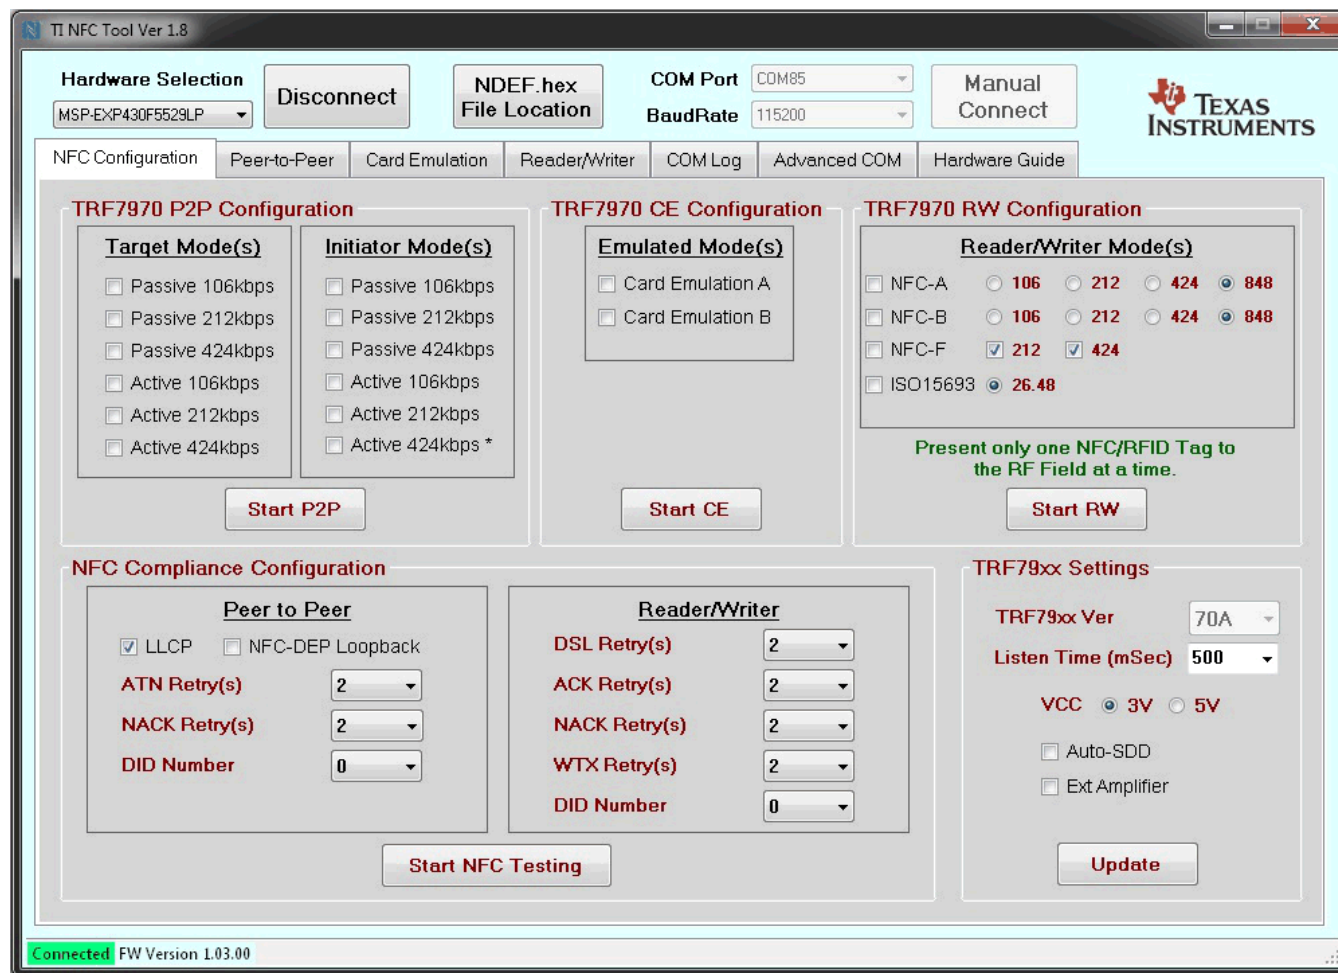 TI NFC Tool Ver 1.8
Hardware Selection
MSP-EXP430F5529LP
Disconnect
NDEF.hex
File Location
COM Port COM85
BaudRate 115200
Manual
Connect
TEXAS
INSTRUMENTS
NFC Configuration Peer-to-Peer Card Emulation Reader/Writer COM Log Advanced COM Hardware Guide
TRF7970 P2P Configuration
Target Mode(s)
Passive 106kbps
Passive 212kbps
Passive 424kbps
Active 106kbps
Active 212kbps
Active 424kbps
Initiator Mode(s)
Passive 106kbps
Passive 212kbps
Passive 424kbps
Active 106kbps
Active 212kbps
Active 424kbps *
Start P2P
TRF7970 CE Configuration
Emulated Mode(s)
Card Emulation A
Card Emulation B
Start CE
TRF7970 RW Configuration
Reader/Writer Mode(s)
NFC-A 106 212 424 848
NFC-B 106 212 424 848
NFC-F 212 424
ISO15693 26.48
Present only one NFC/RFID Tag to
the RF Field at a time.
Start RW
NFC Compliance Configuration
Peer to Peer
LLCP NFC-DEP Loopback
ATN Retry(s) 2
NACK Retry(s) 2
DID Number 0
Reader/Writer
DSL Retry(s) 2
ACK Retry(s) 2
NACK Retry(s) 2
WTX Retry(s) 2
DID Number 0
Start NFC Testing
TRF79xx Settings
TRF79xx Ver 70A
Listen Time (mSec) 500
VCC 3V 5V
Auto-SDD
Ext Amplifier
Update
Connected FW Version 1.03.00